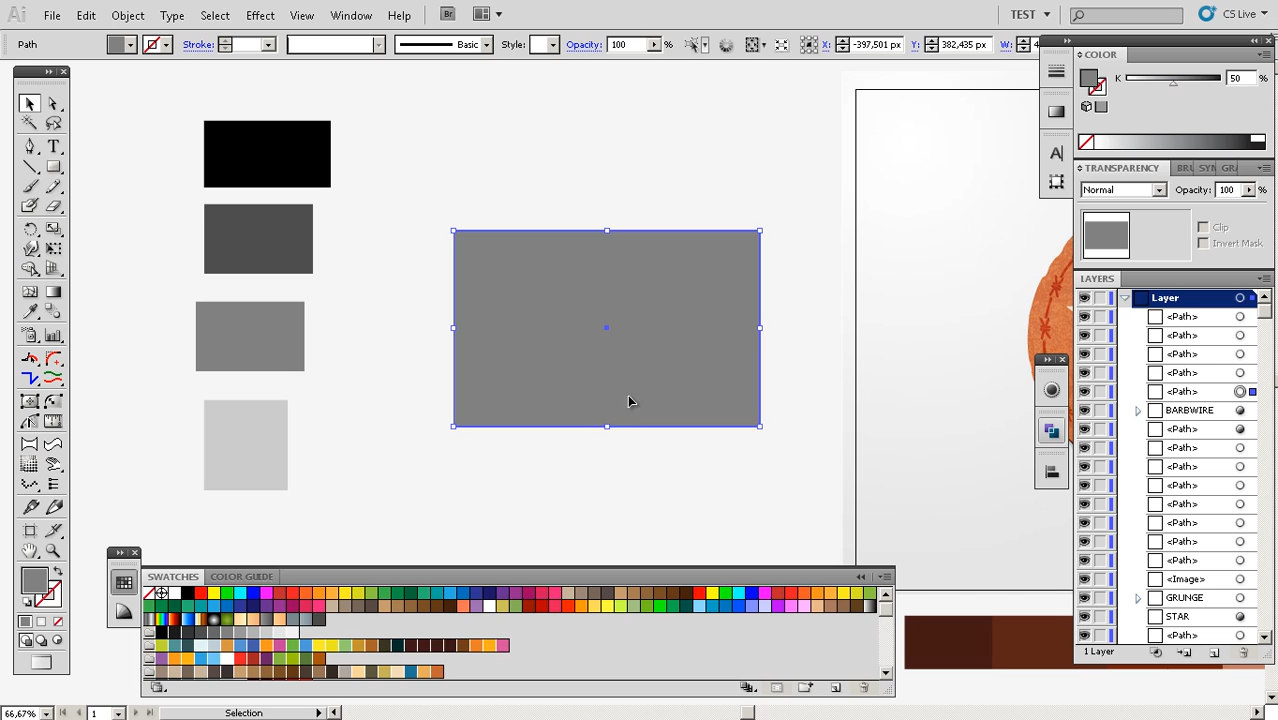 Ai File Edit Object Type Select Effect View Window Help Br TEST CS Live
Path Stroke: Basic Style: Opacity: 100 % X: -397,501 px Y: 382,435 px W:
COLOR
K 50 %
TRANSPARENCY
Normal Opacity: 100 %
Clip
Invert Mask
LAYERS
Layer
<Path>
<Path>
<Path>
<Path>
<Path>
BARBWIRE
<Path>
<Path>
<Path>
<Path>
<Path>
<Path>
<Path>
<Image>
GRUNGE
STAR
<Path>
1 Layer
SWATCHES COLOR GUIDE
66,67% 1 Selection